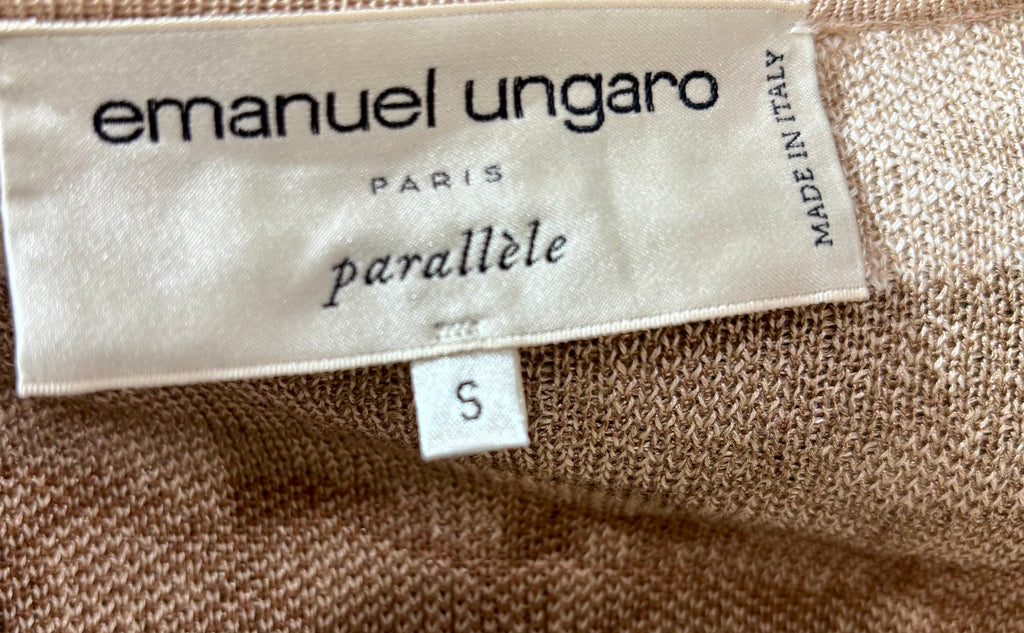 emanuel ungaro
PARIS
parallèle
MADE IN ITALY
S